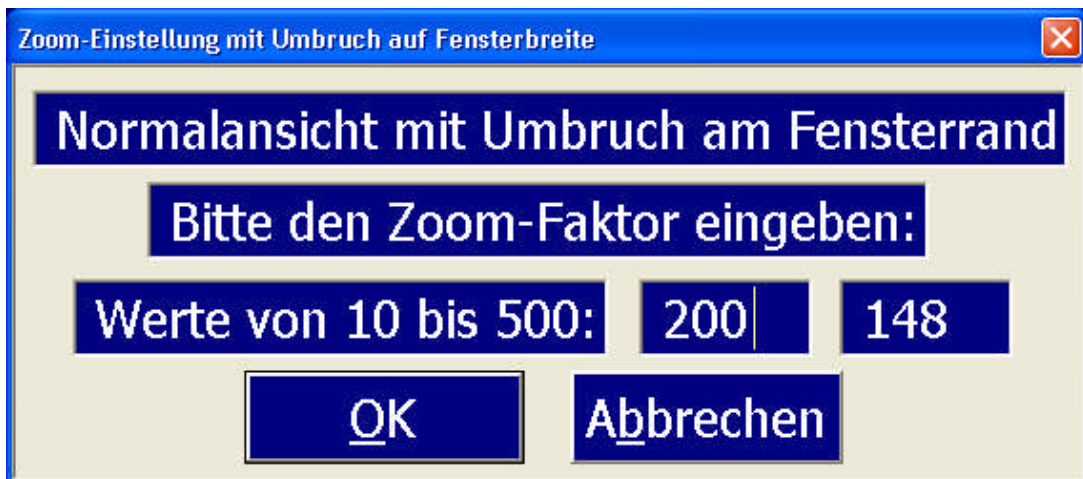 Zoom-Einstellung mit Umbruch auf Fensterbreite
Normalansicht mit Umbruch am Fensterrand
Bitte den Zoom-Faktor eingeben:
Werte von 10 bis 500: 200 148
OK Abbrechen